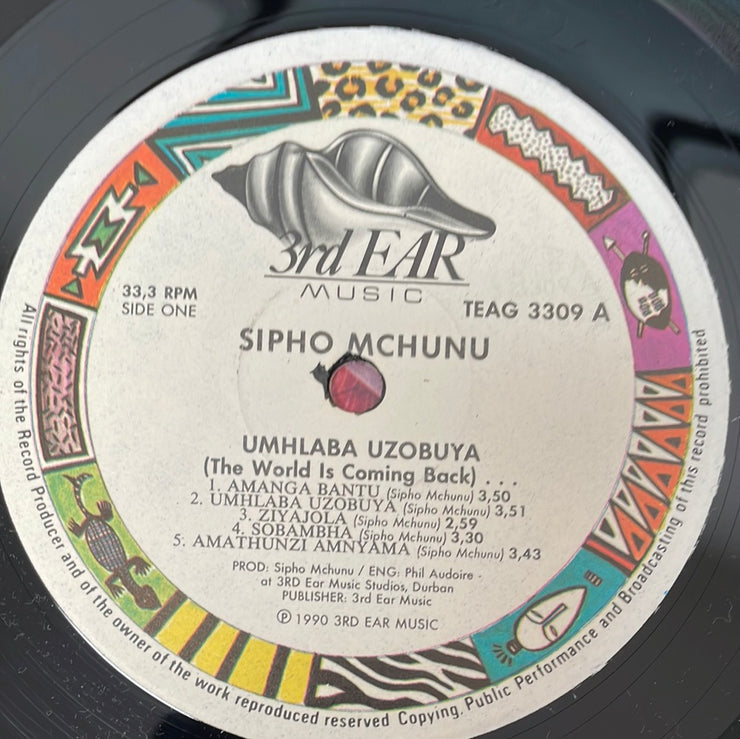 3rd EAR
MUSIC
33,3 RPM
SIDE ONE
TEAG 3309 A
SIPHO MCHUNU
UMHLABA UZOBUYA
(The World Is Coming Back) . . .
1. AMANGA BANTU (Sipho Mchunu) 3,50
2. UMHLABA UZOBUYA (Sipho Mchunu) 3,51
3. ZIYAJOLA (Sipho Mchunu) 2,59
4. SOBAMBHA (Sipho Mchunu) 3,30
5. AMATHUNZI AMNYAMA (Sipho Mchunu) 3,43
PROD: Sipho Mchunu / ENG: Phil Audoire -
at 3RD Ear Music Studios, Durban
PUBLISHER: 3rd Ear Music
℗ 1990 3RD EAR MUSIC
All rights of the Record Producer and of the owner of the work reproduced reserved Copying, Public Performance and Broadcasting of this record prohibited